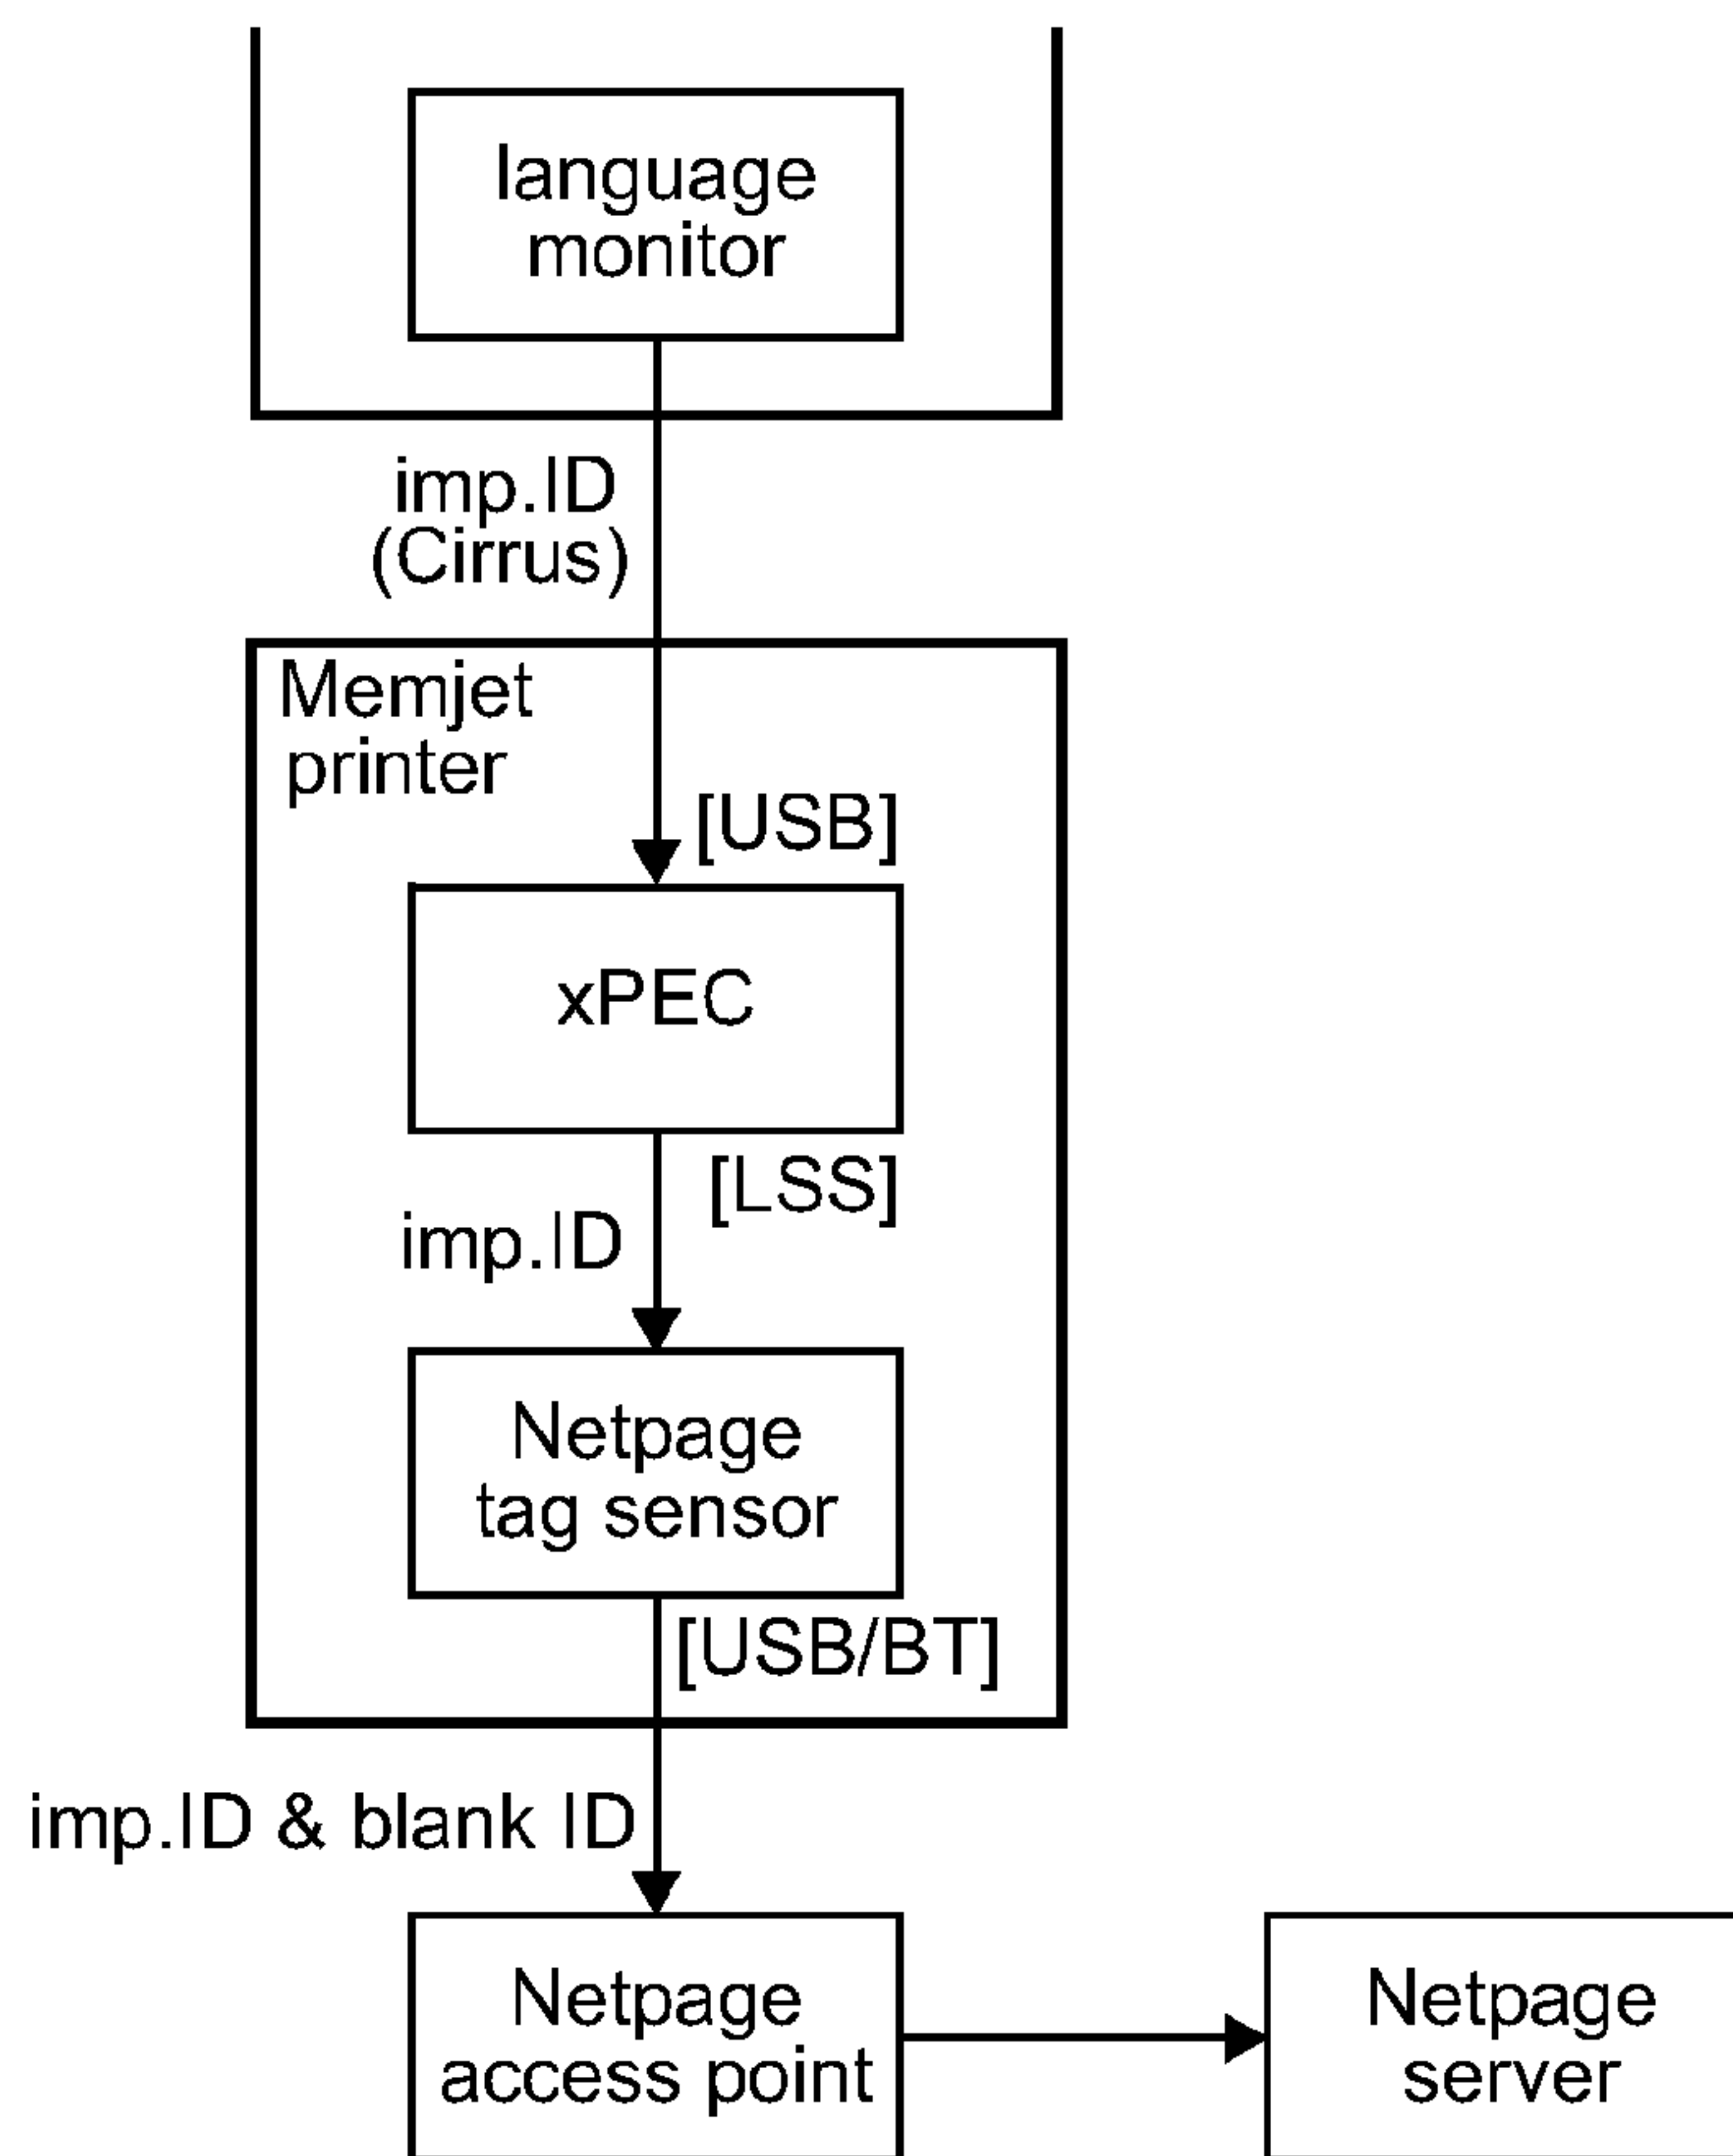 language
monitor
imp.ID
(Cirrus)
Memjet
printer
[USB]
xPEC
[LSS]
imp.ID
Netpage
tag sensor
[USB/BT]
imp.ID & blank ID
Netpage
access point
Netpage
server